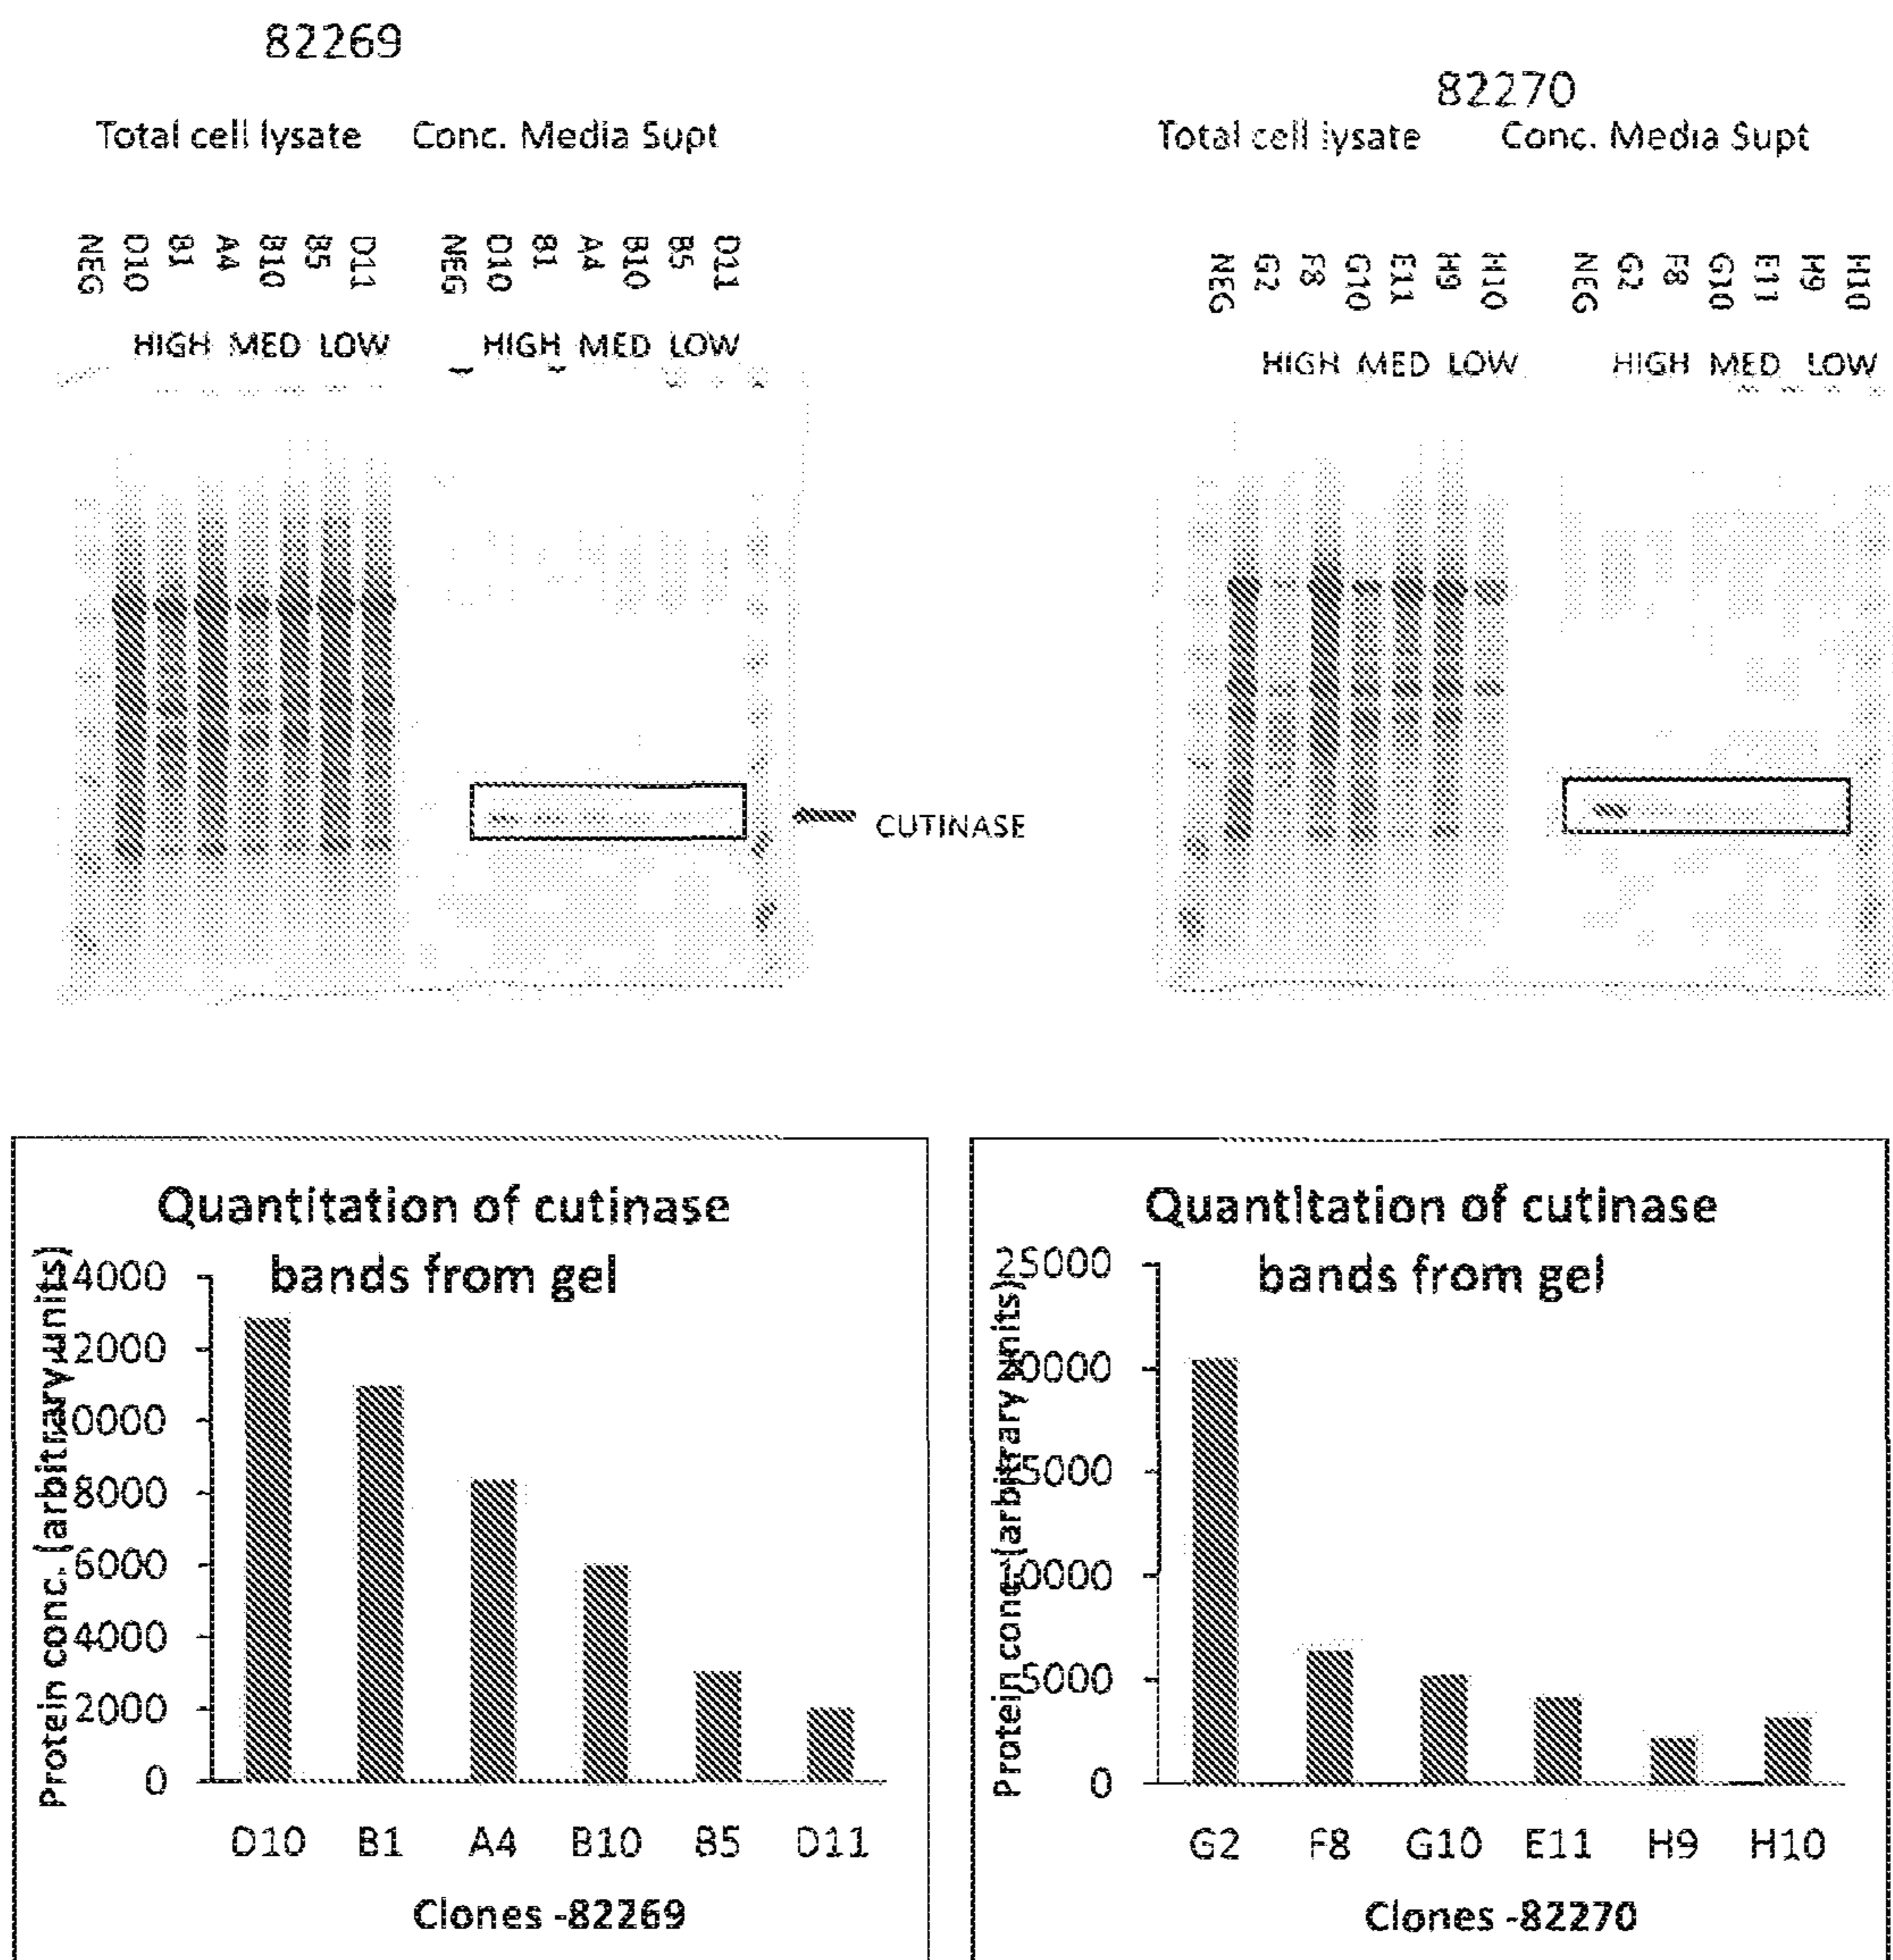 82269
Total cell lysate Conc. Media Supt
NEG D10 B1 A4 B10 B5 D11 NEG D10 B1 A4 B10 B5 D11
HIGH MED LOW HIGH MED LOW
CUTINASE
82270
Total cell lysate Conc. Media Supt
NEG G2 F8 G10 E11 H9 H10 NEG G2 F8 G10 E11 H9 H10
HIGH MED LOW HIGH MED LOW
Quantitation of cutinase
bands from gel
Protein conc. (arbitrary units)
14000
12000
10000
8000
6000
4000
2000
0
D10 B1 A4 B10 B5 D11
Clones -82269
Quantitation of cutinase
bands from gel
Protein conc. (arbitrary units)
25000
20000
15000
10000
5000
0
G2 F8 G10 E11 H9 H10
Clones -82270